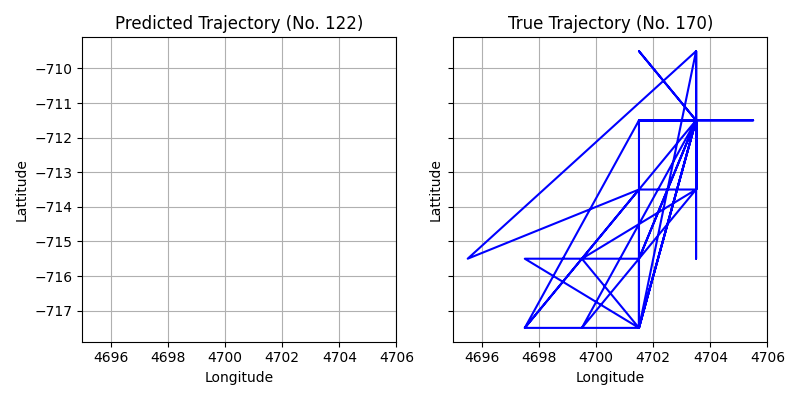 Predicted Trajectory (No. 122)
True Trajectory (No. 170)
−710
−711
−712
−713
−714
−715
−716
−717
Lattitude
Lattitude
4696 4698 4700 4702 4704 4706
4696 4698 4700 4702 4704 4706
Longitude
Longitude